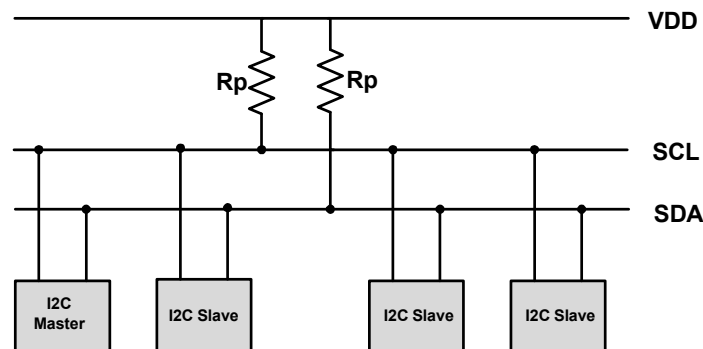 VDD
Rp
Rp
SCL
SDA
I2C
Master
I2C Slave
I2C Slave
I2C Slave